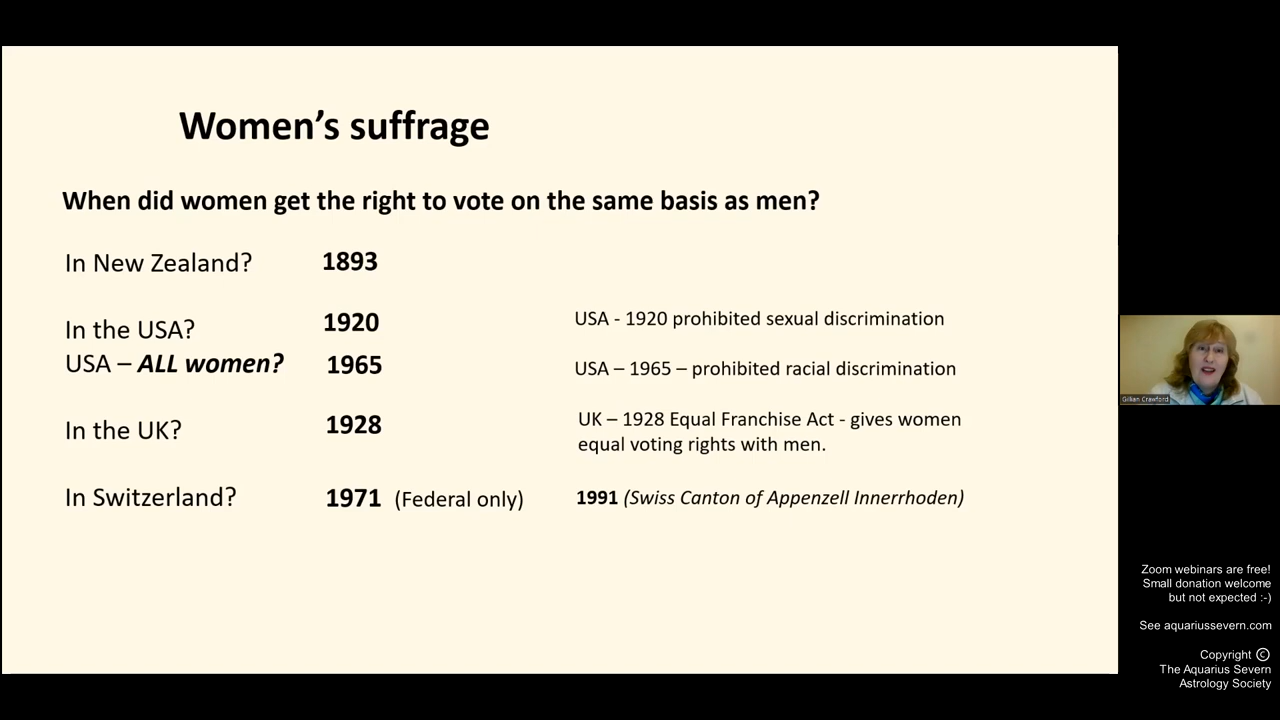 Women's suffrage
When did women get the right to vote on the same basis as men?
In New Zealand? 1893
In the USA? 1920 USA - 1920 prohibited sexual discrimination
USA – ALL women? 1965 USA – 1965 – prohibited racial discrimination
In the UK? 1928 UK – 1928 Equal Franchise Act - gives women
equal voting rights with men.
In Switzerland? 1971 (Federal only) 1991 (Swiss Canton of Appenzell Innerrhoden)
Gillian Crawford
Zoom webinars are free!
Small donation welcome
but not expected :-)
See aquariussevern.com
Copyright ©
The Aquarius Severn
Astrology Society